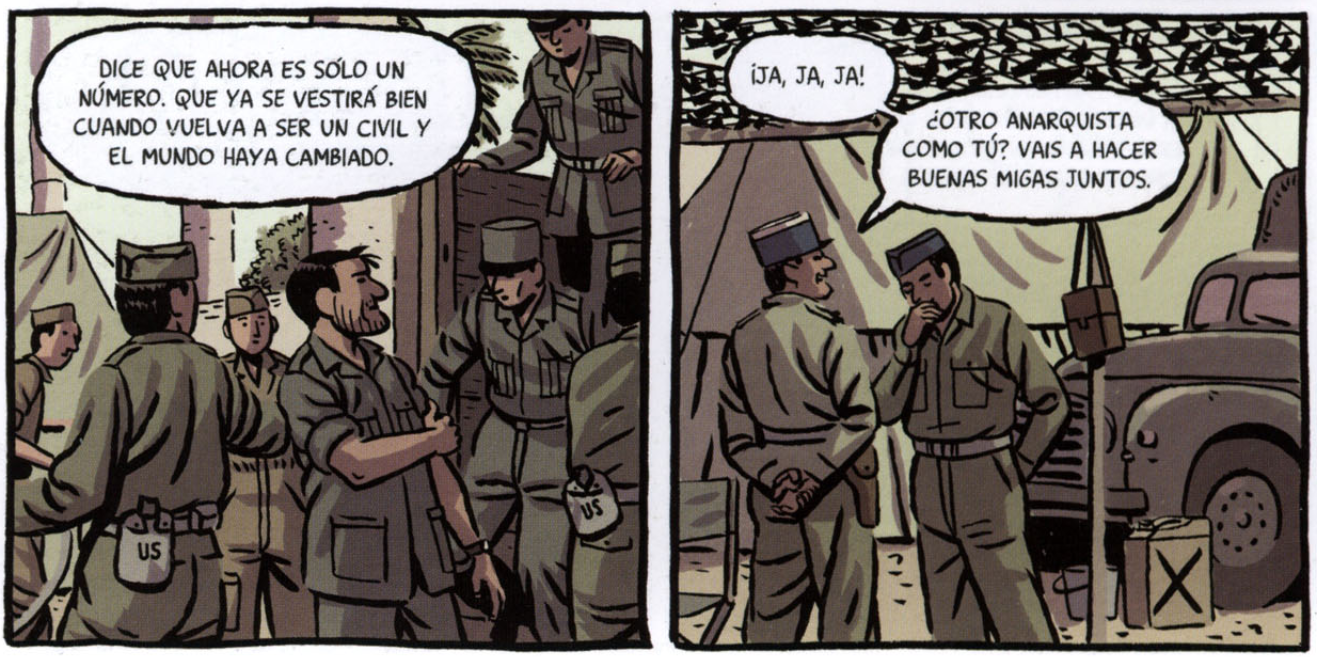 DICE QUE AHORA ES SÓLO UN
NÚMERO. QUE YA SE VESTIRÁ BIEN
CUANDO VUELVA A SER UN CIVIL Y
EL MUNDO HAYA CAMBIADO.
US
US
¡JA, JA, JA!
¿OTRO ANARQUISTA
COMO TÚ? VAIS A HACER
BUENAS MIGAS JUNTOS.
X